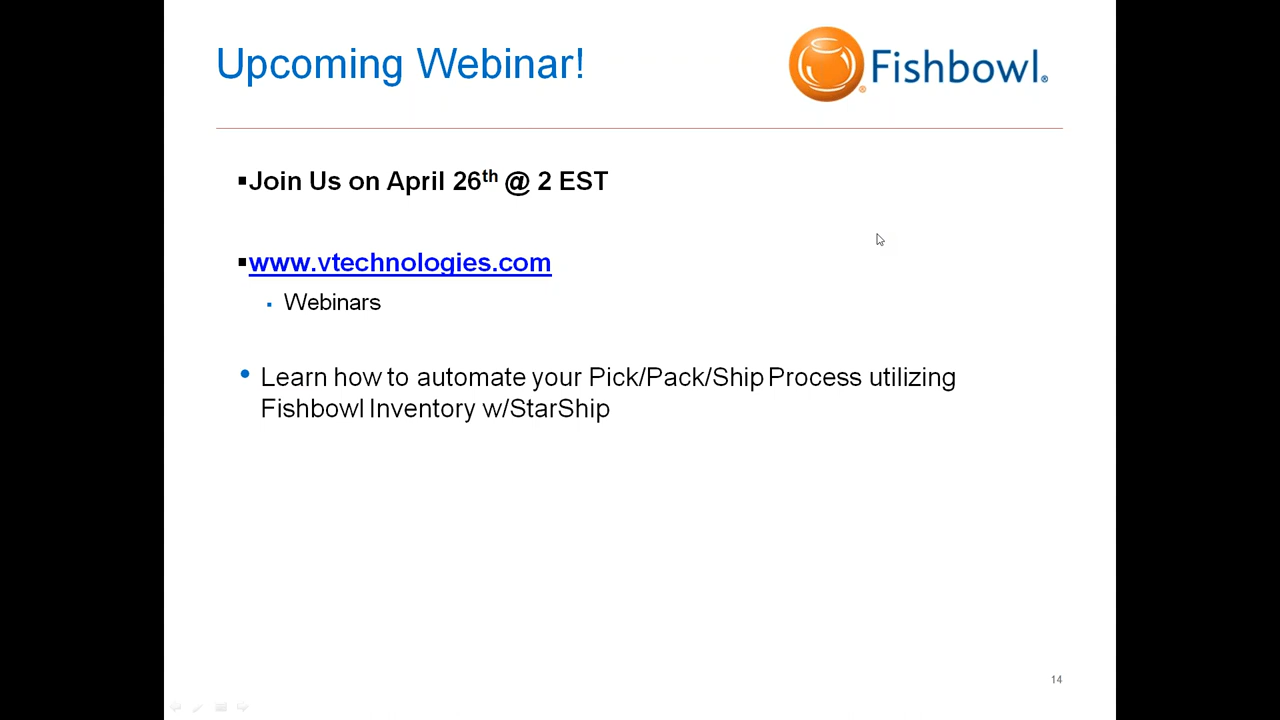 Upcoming Webinar!
Fishbowl®
▪Join Us on April 26th @ 2 EST
▪www.vtechnologies.com
▪ Webinars
• Learn how to automate your Pick/Pack/Ship Process utilizing
Fishbowl Inventory w/StarShip
14